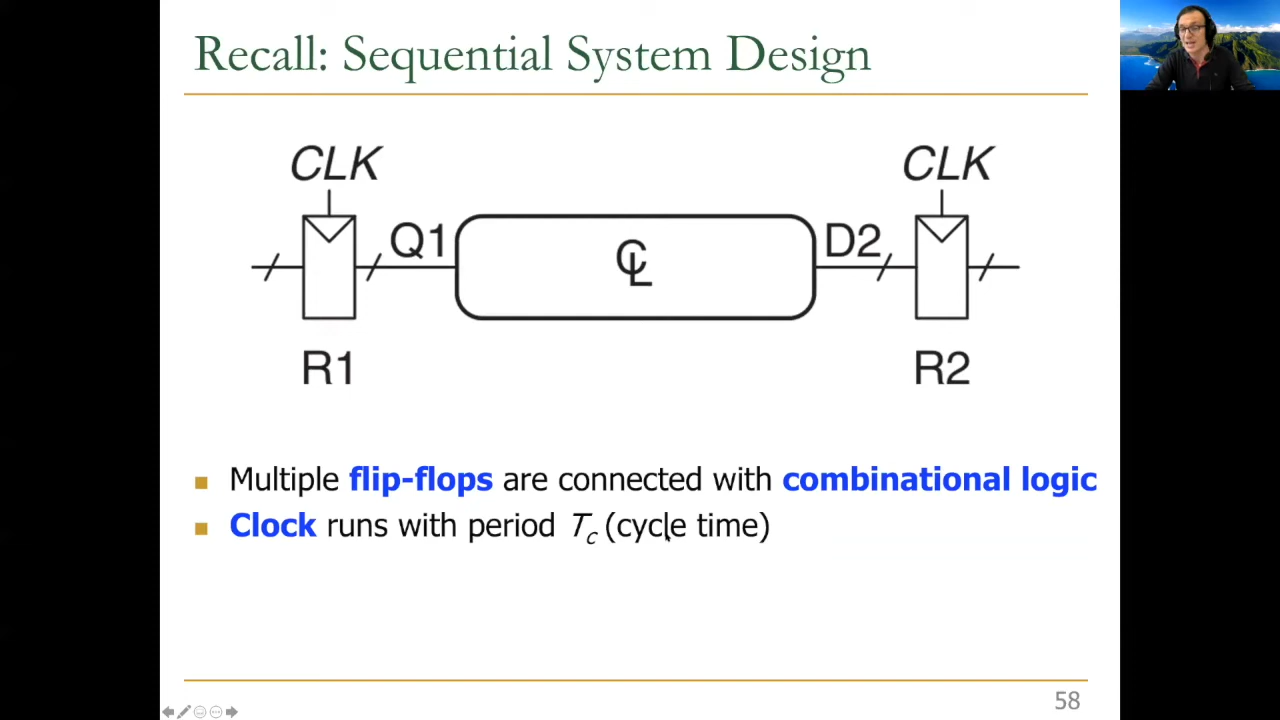 Recall: Sequential System Design
CLK
CLK
Q1
CL
D2
R1
R2
Multiple flip-flops are connected with combinational logic
Clock runs with period Tc (cycle time)
58